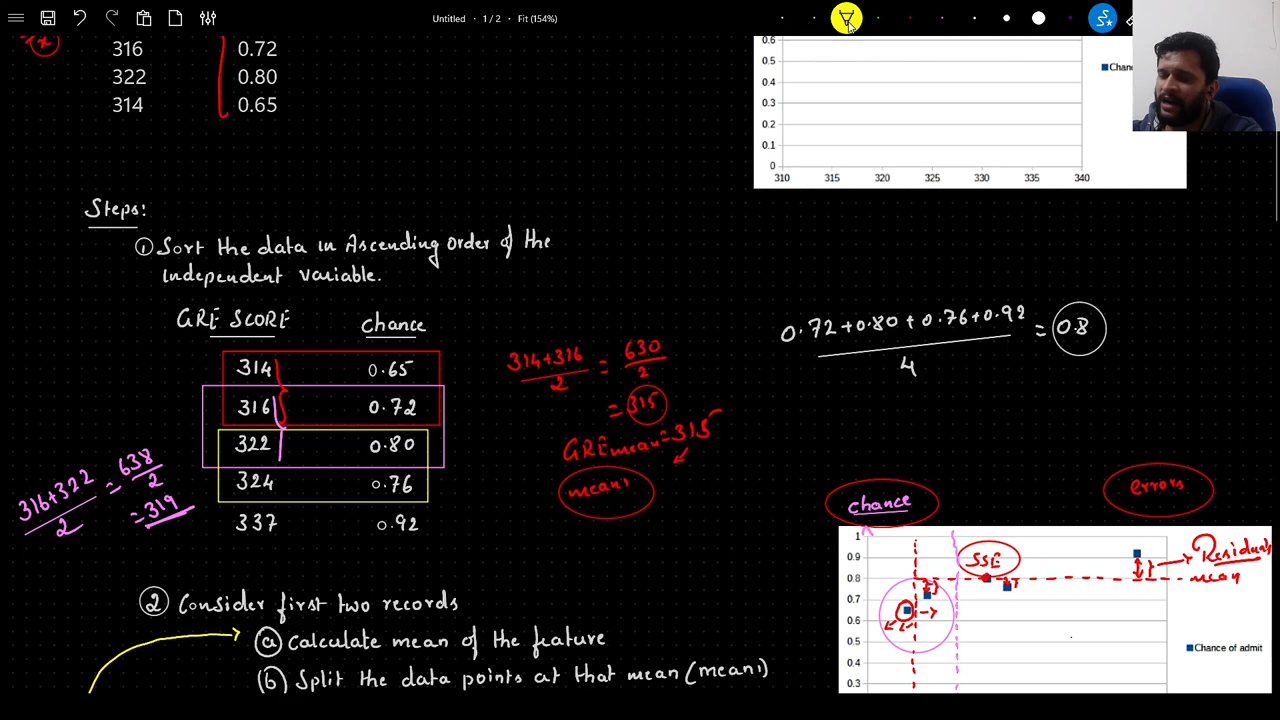 Untitled · 1 / 2 · Fit (154%)
316 0.72
322 0.80
314 0.65
0.6
0.5
0.4
0.3
0.2
0.1
0
310 315 320 325 330 335 340
Steps:
① Sort the data in Ascending Order of the
independent variable.
GRE SCORE chance
314 0.65
316 0.72
322 0.80
324 0.76
337 0.92
316+322 / 2 = 638 / 2
= 319
314+316 / 2 = 630 / 2
= 315
GRE mean = 315
mean1
0.72+0.80+0.76+0.92 / 4 = 0.8
chance
errors
SSE
Residuals
mean
1
0.9
0.8
0.7
0.6
0.5
0.4
0.3
Chance of admit
② Consider first two records
ⓐ Calculate mean of the feature
(b) Split the data points at that mean (mean1)